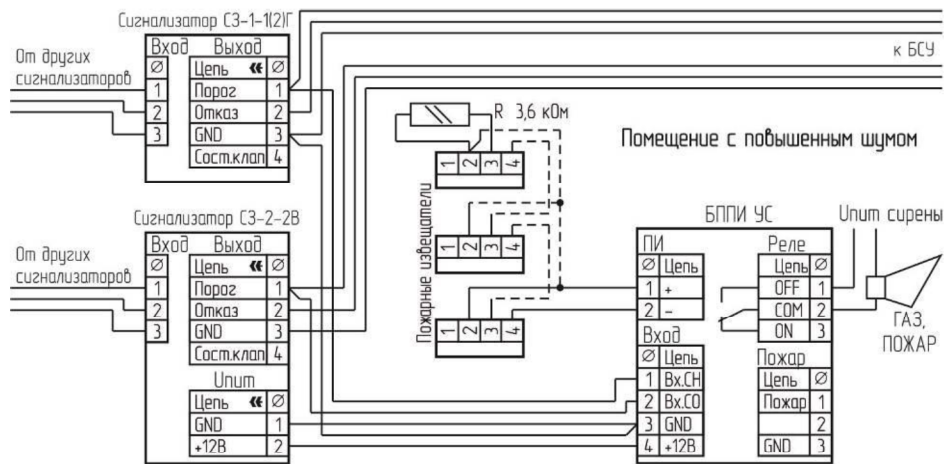 Сигнализатор СЗ-1-1(2)Г
Вход Выход
От других
сигнализаторов
Ø Цепь Ø
1 Порог 1
2 Отказ 2
3 GND 3
Сост.клап 4
к БСУ
R 3,6 кОм
Помещение с повышенным шумом
1 2 3 4
Пожарные извещатели
1 2 3 4
1 2 3 4
Сигнализатор СЗ-2-2В
Вход Выход
От других
сигнализаторов
Ø Цепь Ø
1 Порог 1
2 Отказ 2
3 GND 3
Сост.клап 4
Uпит
Цепь Ø
GND 1
+12В 2
БППИ УС
Uпит сирены
ПИ Реле
Ø Цепь Цепь Ø
1 + OFF 1
2 - COM 2
ON 3
ГАЗ,
ПОЖАР
Вход
Ø Цепь
1 Вх.СН
2 Вх.СО
3 GND
4 +12В
Пожар
Цепь Ø
Пожар 1
2
GND 3